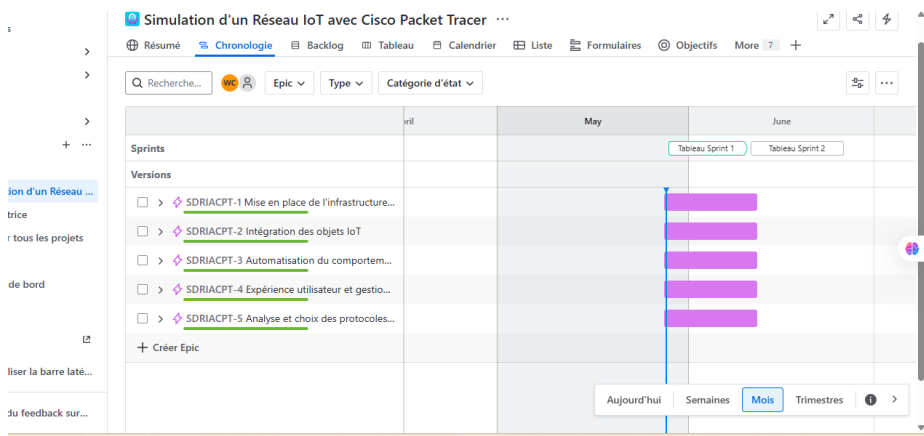 Simulation d'un Réseau IoT avec Cisco Packet Tracer ...
Résumé Chronologie Backlog Tableau Calendrier Liste Formulaires Objectifs More 7 +
Recherche... WC Epic Type Catégorie d'état
ril May June
Sprints Tableau Sprint 1 Tableau Sprint 2
Versions
SDRIACPT-1 Mise en place de l'infrastructure...
tion d'un Réseau ...
SDRIACPT-2 Intégration des objets IoT
trice
r tous les projets
SDRIACPT-3 Automatisation du comportem...
SDRIACPT-4 Expérience utilisateur et gestio...
de bord
SDRIACPT-5 Analyse et choix des protocoles...
+ Créer Epic
liser la barre laté...
Aujourd'hui Semaines Mois Trimestres
du feedback sur...